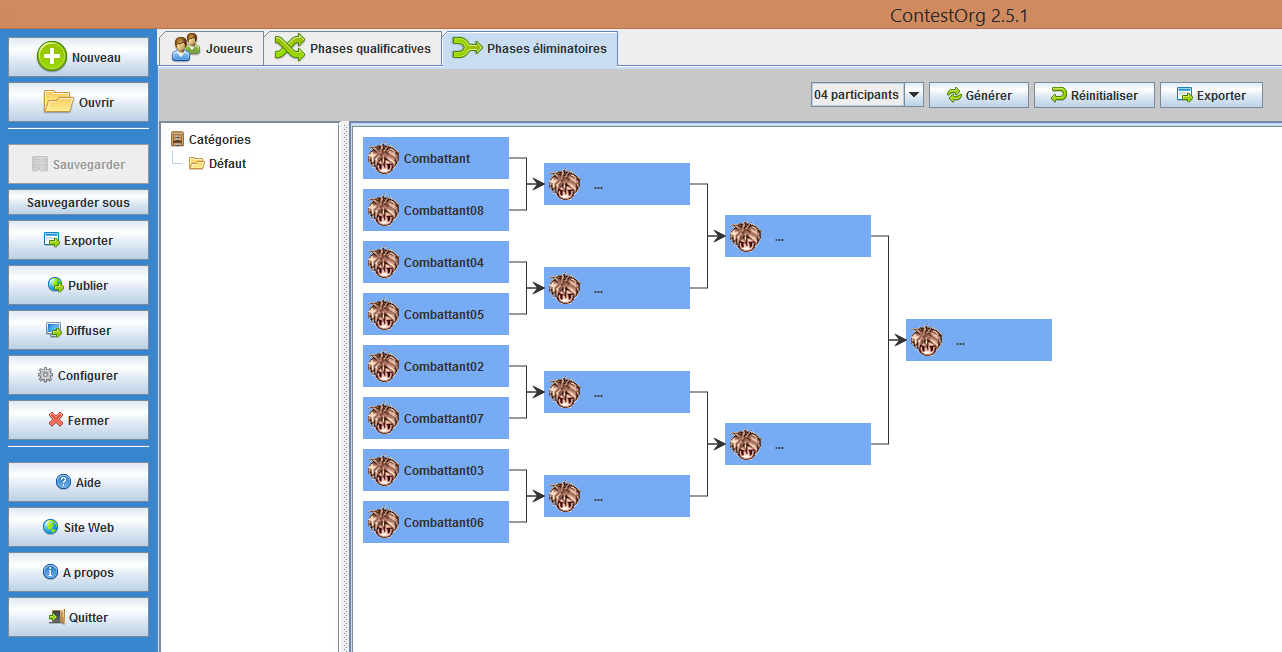 ContestOrg 2.5.1
Nouveau
Ouvrir
Sauvegarder
Sauvegarder sous
Exporter
Publier
Diffuser
Configurer
Fermer
Aide
Site Web
A propos
Quitter
Joueurs
Phases qualificatives
Phases éliminatoires
04 participants
Générer
Réinitialiser
Exporter
Catégories
Défaut
Combattant
Combattant08
Combattant04
Combattant05
Combattant02
Combattant07
Combattant03
Combattant06
...
...
...
...
...
...
...